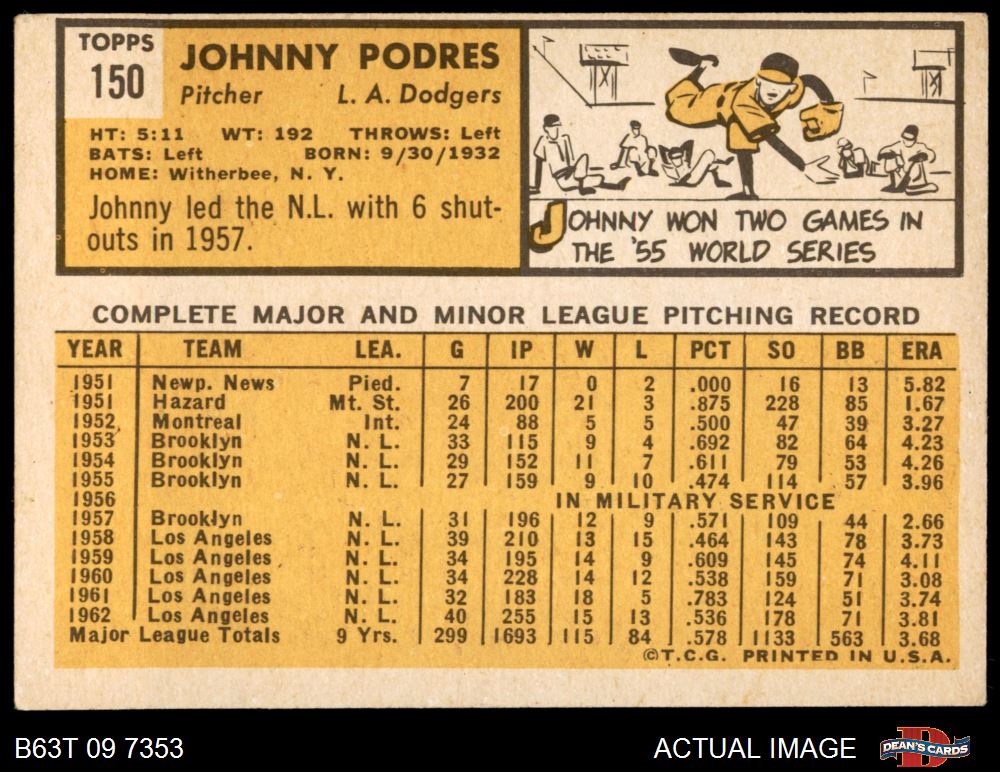 TOPPS
150
JOHNNY PODRES
Pitcher L. A. Dodgers
HT: 5:11 WT: 192 THROWS: Left
BATS: Left BORN: 9/30/1932
HOME: Witherbee, N. Y.
Johnny led the N.L. with 6 shut-
outs in 1957.
JOHNNY WON TWO GAMES IN
THE '55 WORLD SERIES
COMPLETE MAJOR AND MINOR LEAGUE PITCHING RECORD
YEAR TEAM LEA. G IP W L PCT SO BB ERA
1951 Newp. News Pied. 7 17 0 2 .000 16 13 5.82
1951 Hazard Mt. St. 26 200 21 3 .875 228 85 1.67
1952 Montreal Int. 24 88 5 5 .500 47 39 3.27
1953 Brooklyn N. L. 33 115 9 4 .692 82 64 4.23
1954 Brooklyn N. L. 29 152 11 7 .611 79 53 4.26
1955 Brooklyn N. L. 27 159 9 10 .474 114 57 3.96
1956 IN MILITARY SERVICE
1957 Brooklyn N. L. 31 196 12 9 .571 109 44 2.66
1958 Los Angeles N. L. 39 210 13 15 .464 143 78 3.73
1959 Los Angeles N. L. 34 195 14 9 .609 145 74 4.11
1960 Los Angeles N. L. 34 228 14 12 .538 159 71 3.08
1961 Los Angeles N. L. 32 183 18 5 .783 124 51 3.74
1962 Los Angeles N. L. 40 255 15 13 .536 178 71 3.81
Major League Totals 9 Yrs. 299 1693 115 84 .578 1133 563 3.68
©T.C.G. PRINTED IN U.S.A.
B63T 09 7353 ACTUAL IMAGE DEAN'S CARDS